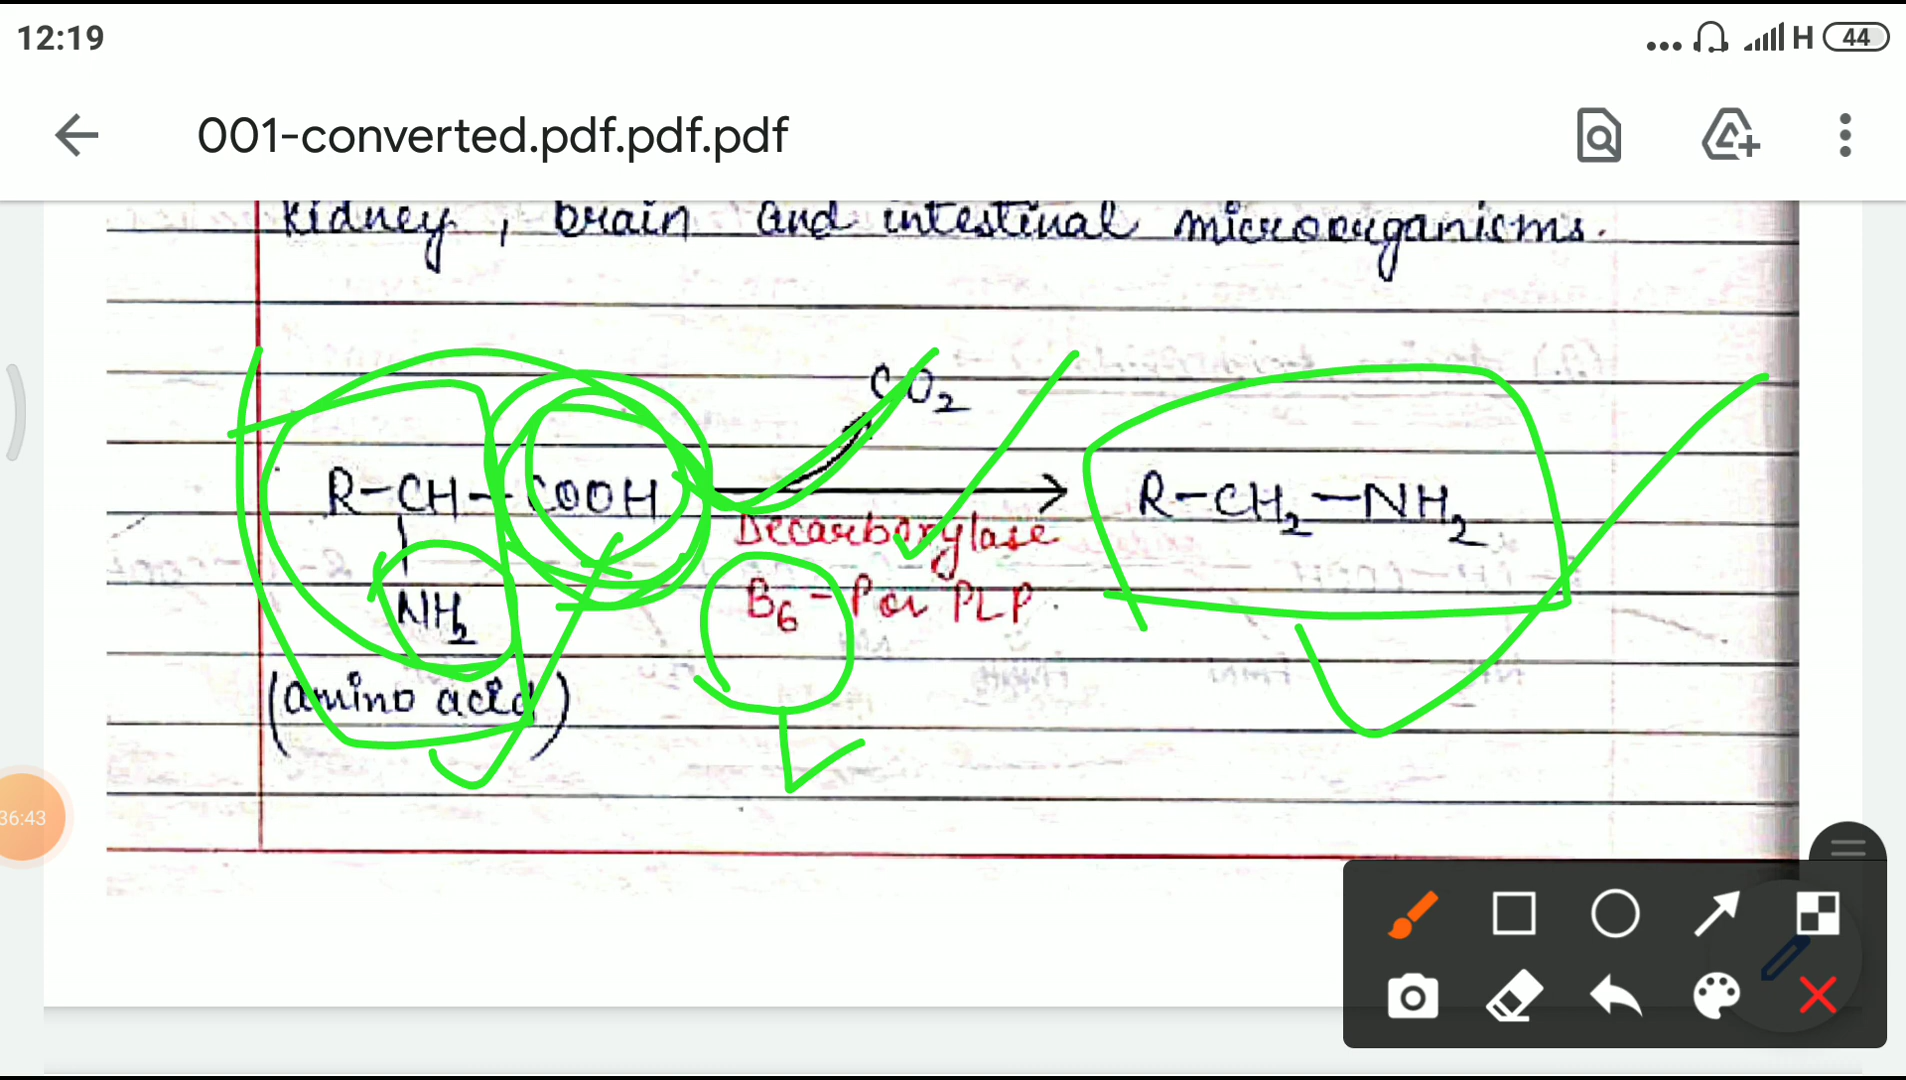 12:19
H 44
001-converted.pdf.pdf.pdf
kidney, brain and intestinal microorganisms.
CO2
R-CH-COOH
R-CH2-NH2
Decarboxylase
NH2
B6-P or PLP.
(amino acid)
36:43